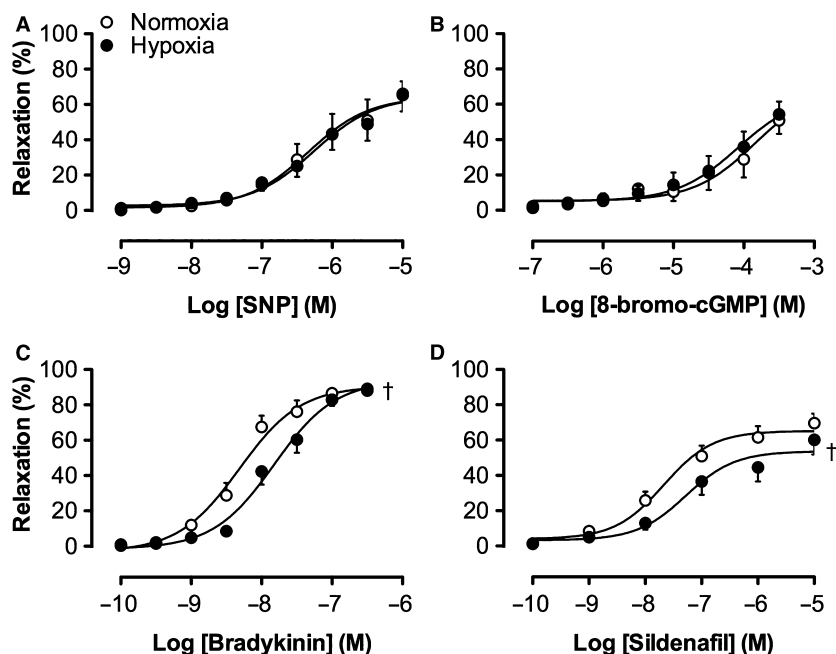 A
○ Normoxia
● Hypoxia
Relaxation (%)
100
80
60
40
20
0
−9 −8 −7 −6 −5
Log [SNP] (M)
B
100
80
60
40
20
0
−7 −6 −5 −4 −3
Log [8-bromo-cGMP] (M)
C
Relaxation (%)
100
80
60
40
20
0
†
−10 −9 −8 −7 −6
Log [Bradykinin] (M)
D
100
80
60
40
20
0
†
−10 −9 −8 −7 −6 −5
Log [Sildenafil] (M)